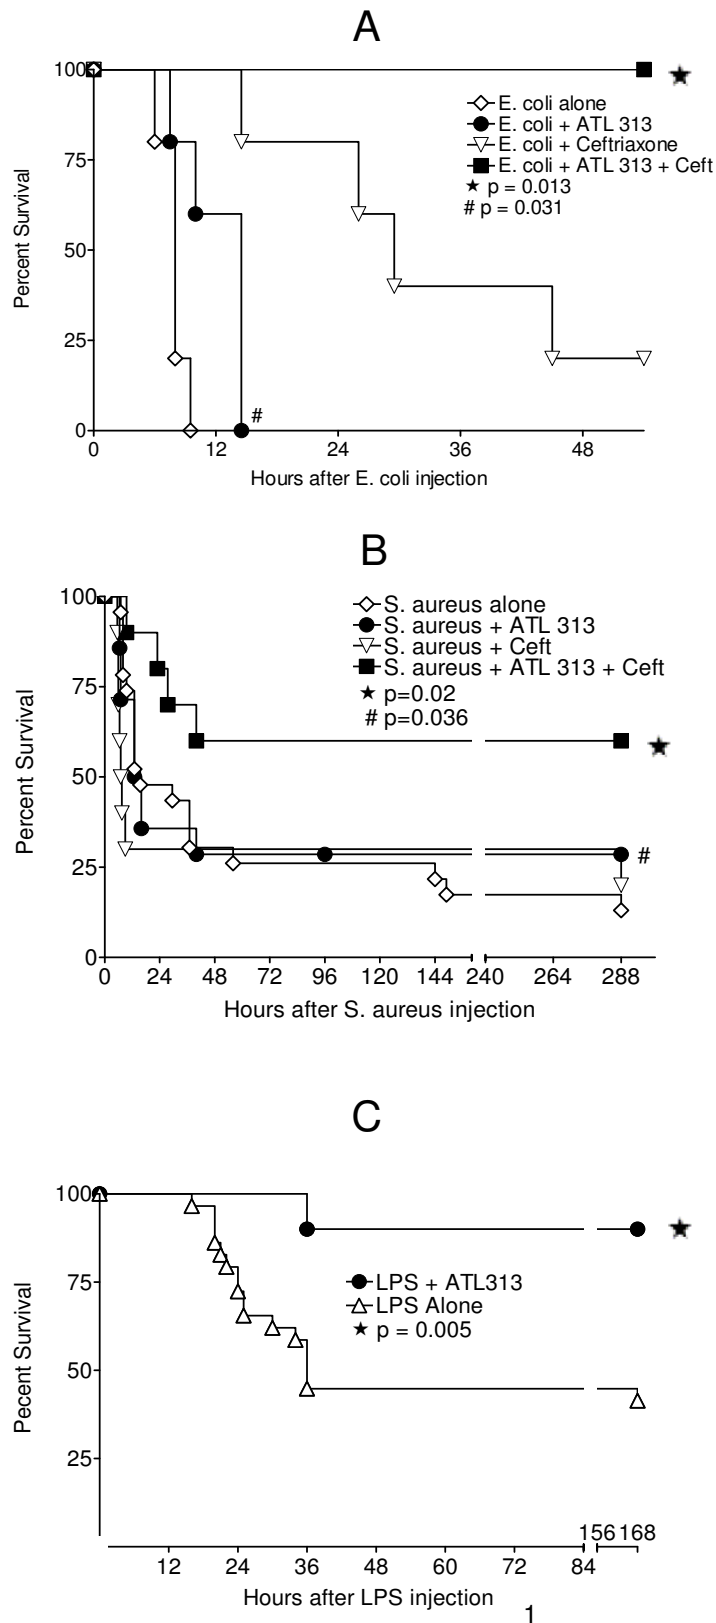 A
100
75
50
25
0
Percent Survival
E. coli alone
E. coli + ATL 313
E. coli + Ceftriaxone
E. coli + ATL 313 + Ceft
★ p = 0.013
# p = 0.031
#
0 12 24 36 48
Hours after E. coli injection
B
100
75
50
25
0
Percent Survival
S. aureus alone
S. aureus + ATL 313
S. aureus + Ceft
S. aureus + ATL 313 + Ceft
★ p=0.02
# p=0.036
#
0 24 48 72 96 120 144 240 264 288
Hours after S. aureus injection
C
100
75
50
25
Pecent Survival
LPS + ATL313
LPS Alone
★ p = 0.005
156 168
12 24 36 48 60 72 84
Hours after LPS injection
1